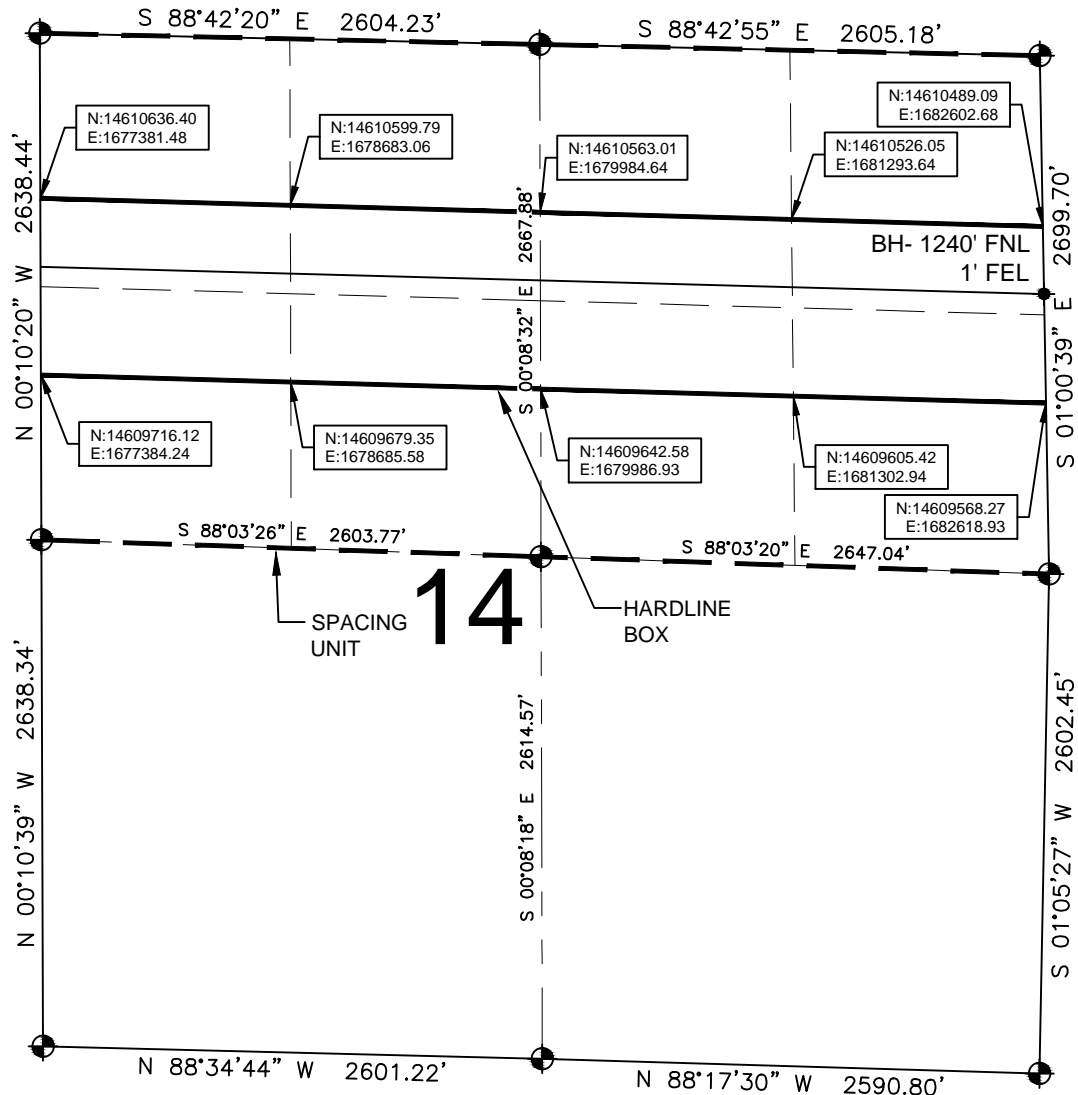 S 88°42'20" E 2604.23'
S 88°42'55" E 2605.18'
N:14610636.40
E:1677381.48
N:14610599.79
E:1678683.06
N:14610563.01
E:1679984.64
N:14610526.05
E:1681293.64
N:14610489.09
E:1682602.68
N 00°10'20" W 2638.44'
S 00°08'32" E 2667.88'
S 01°00'39" E 2699.70'
BH- 1240' FNL
1' FEL
N:14609716.12
E:1677384.24
N:14609679.35
E:1678685.58
N:14609642.58
E:1679986.93
N:14609605.42
E:1681302.94
N:14609568.27
E:1682618.93
S 88°03'26" E 2603.77'
S 88°03'20" E 2647.04'
14
SPACING
UNIT
HARDLINE
BOX
N 00°10'39" W 2638.34'
S 00°08'18" E 2614.57'
S 01°05'27" W 2602.45'
N 88°34'44" W 2601.22'
N 88°17'30" W 2590.80'